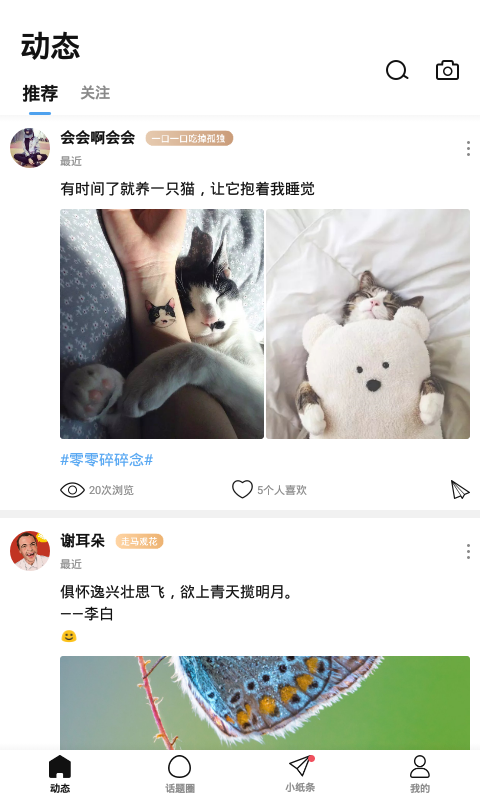 动态
推荐 关注
会会啊会会 一口一口吃掉孤独
最近
有时间了就养一只猫，让它抱着我睡觉
#零零碎碎念#
20次浏览 5个人喜欢
谢耳朵 走马观花
最近
俱怀逸兴壮思飞，欲上青天揽明月。
——李白
动态 话题圈 小纸条 我的